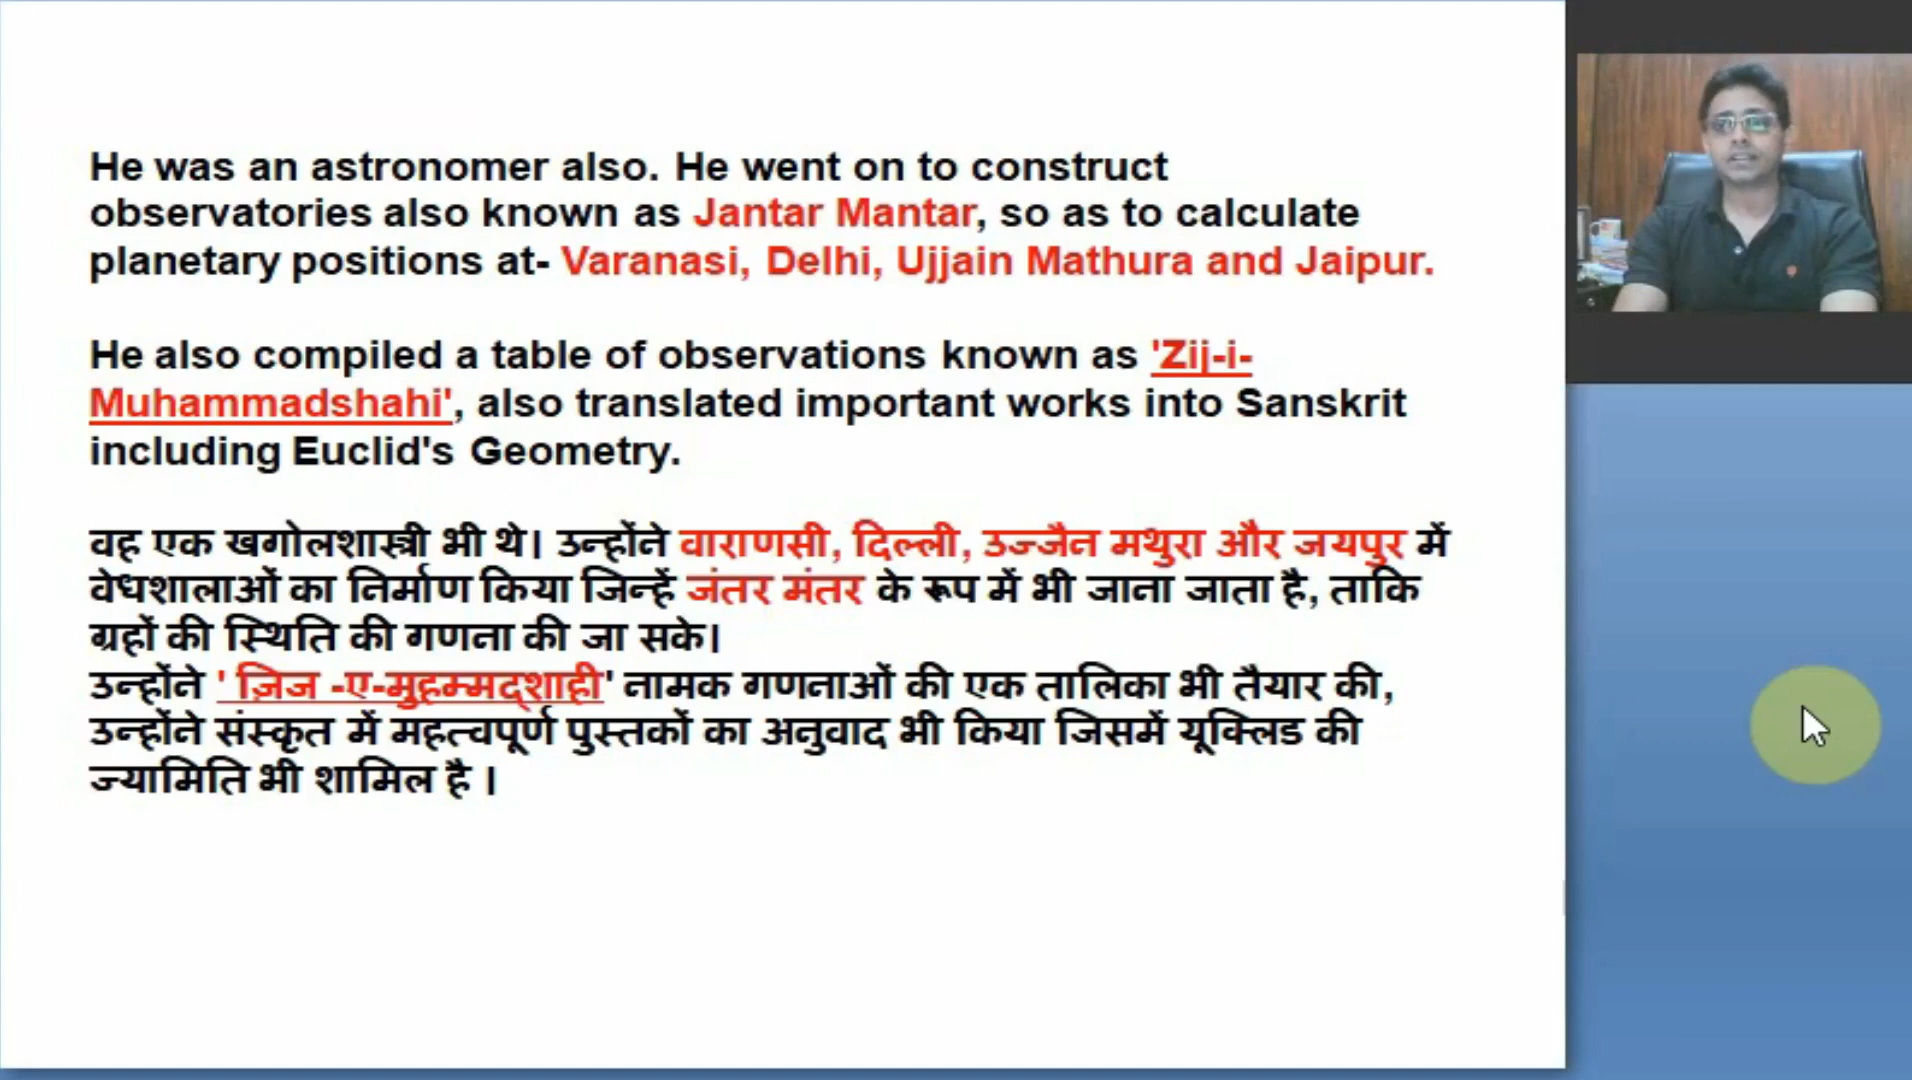 He was an astronomer also. He went on to construct
observatories also known as Jantar Mantar, so as to calculate
planetary positions at- Varanasi, Delhi, Ujjain Mathura and Jaipur.
He also compiled a table of observations known as 'Zij-i-
Muhammadshahi', also translated important works into Sanskrit
including Euclid's Geometry.
वह एक खगोलशास्त्री भी थे। उन्होंने वाराणसी, दिल्ली, उज्जैन मथुरा और जयपुर में
वेधशालाओं का निर्माण किया जिन्हें जंतर मंतर के रूप में भी जाना जाता है, ताकि
ग्रहों की स्थिति की गणना की जा सके।
उन्होंने ' ज़िज -ए-मुहम्मद्शाही' नामक गणनाओं की एक तालिका भी तैयार की,
उन्होंने संस्कृत में महत्वपूर्ण पुस्तकों का अनुवाद भी किया जिसमें यूक्लिड की
ज्यामिति भी शामिल है ।